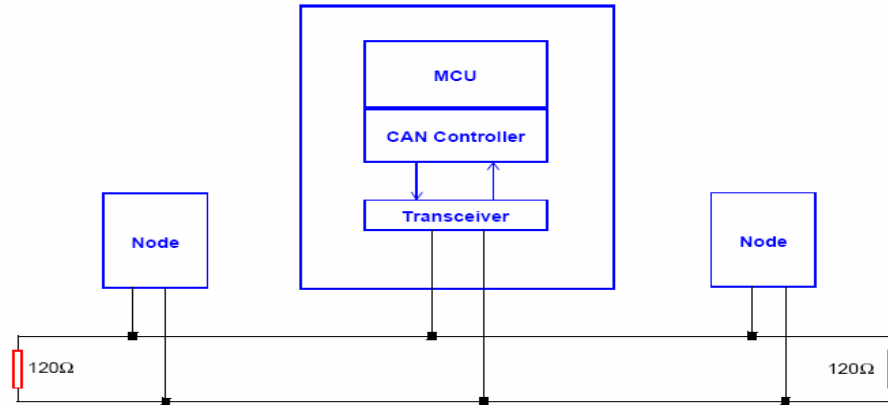 MCU
CAN Controller
Transceiver
Node
Node
120Ω
120Ω